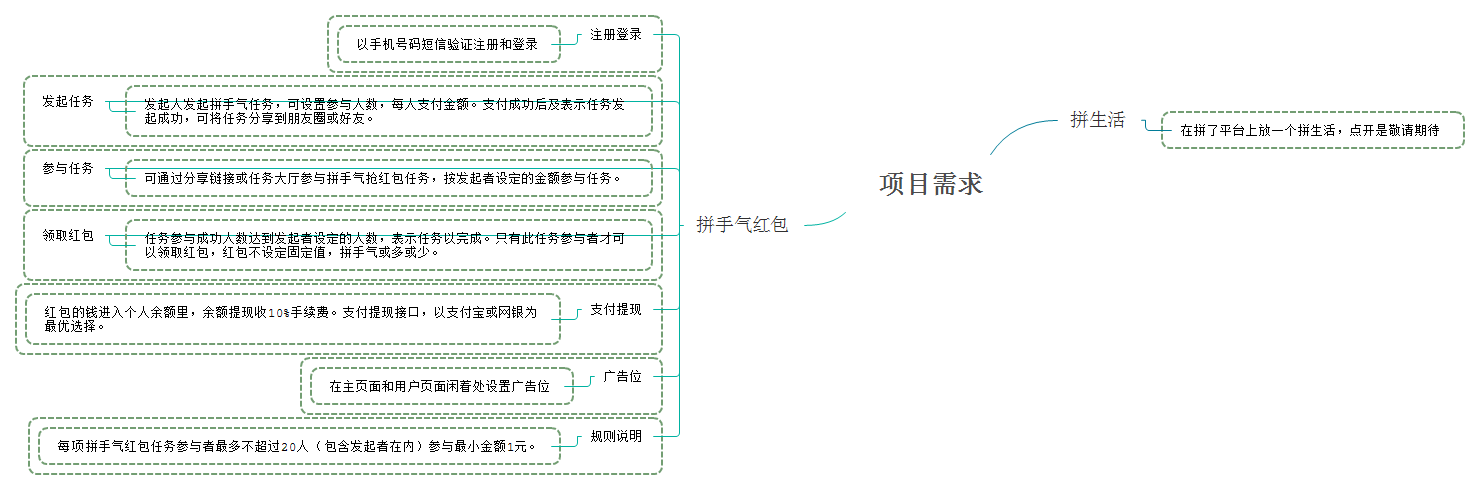 项目需求
拼生活
在拼了平台上放一个拼生活，点开是敬请期待
拼手气红包
注册登录
以手机号码短信验证注册和登录
发起任务
发起人发起拼手气任务，可设置参与人数，每人支付金额。支付成功后及表示任务发
起成功，可将任务分享到朋友圈或好友。
参与任务
可通过分享链接或任务大厅参与拼手气抢红包任务，按发起者设定的金额参与任务。
领取红包
任务参与成功人数达到发起者设定的人数，表示任务以完成。只有此任务参与者才可
以领取红包，红包不设定固定值，拼手气或多或少。
支付提现
红包的钱进入个人余额里，余额提现收10%手续费。支付提现接口，以支付宝或网银为
最优选择。
广告位
在主页面和用户页面闲着处设置广告位
规则说明
每项拼手气红包任务参与者最多不超过20人（包含发起者在内）参与最小金额1元。